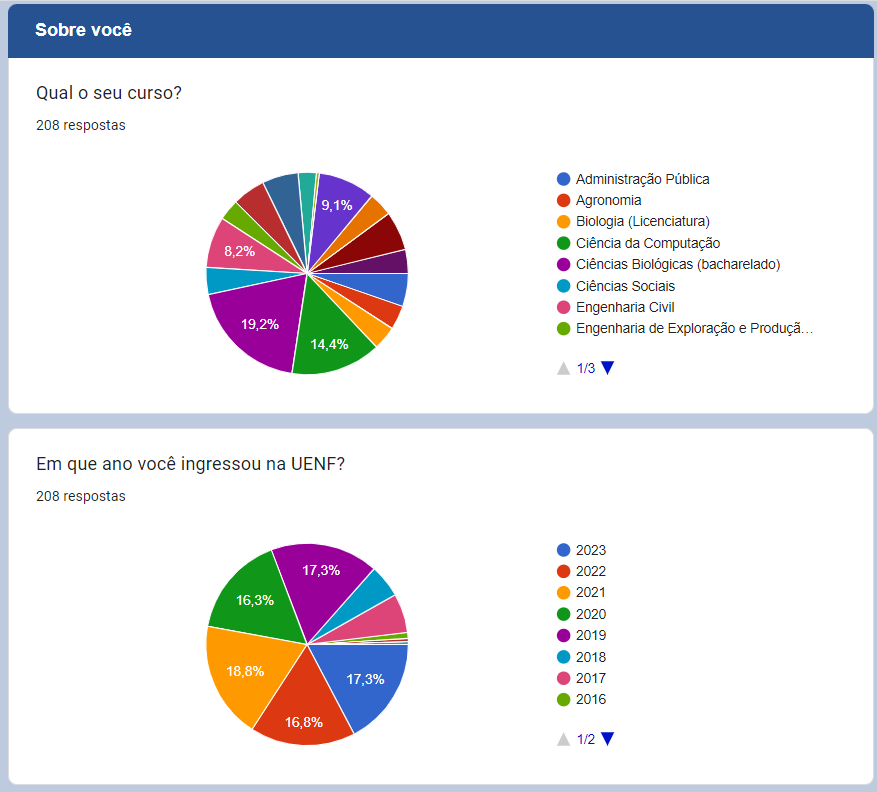 Sobre você
Qual o seu curso?
208 respostas
9,1%
8,2%
19,2%
14,4%
Administração Pública
Agronomia
Biologia (Licenciatura)
Ciência da Computação
Ciências Biológicas (bacharelado)
Ciências Sociais
Engenharia Civil
Engenharia de Exploração e Produçã…
1/3
Em que ano você ingressou na UENF?
208 respostas
17,3%
16,3%
18,8%
17,3%
16,8%
2023
2022
2021
2020
2019
2018
2017
2016
1/2